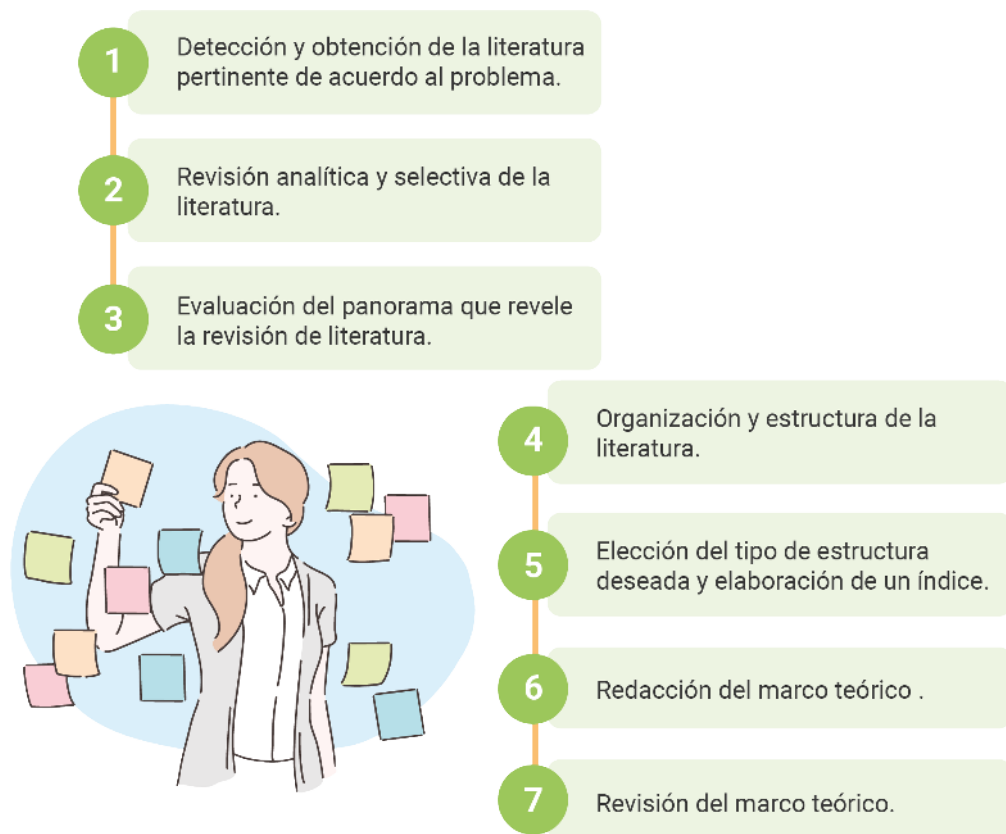 1
Detección y obtención de la literatura
pertinente de acuerdo al problema.
2
Revisión analítica y selectiva de la
literatura.
3
Evaluación del panorama que revele
la revisión de literatura.
4
Organización y estructura de la
literatura.
5
Elección del tipo de estructura
deseada y elaboración de un índice.
6
Redacción del marco teórico .
7
Revisión del marco teórico.